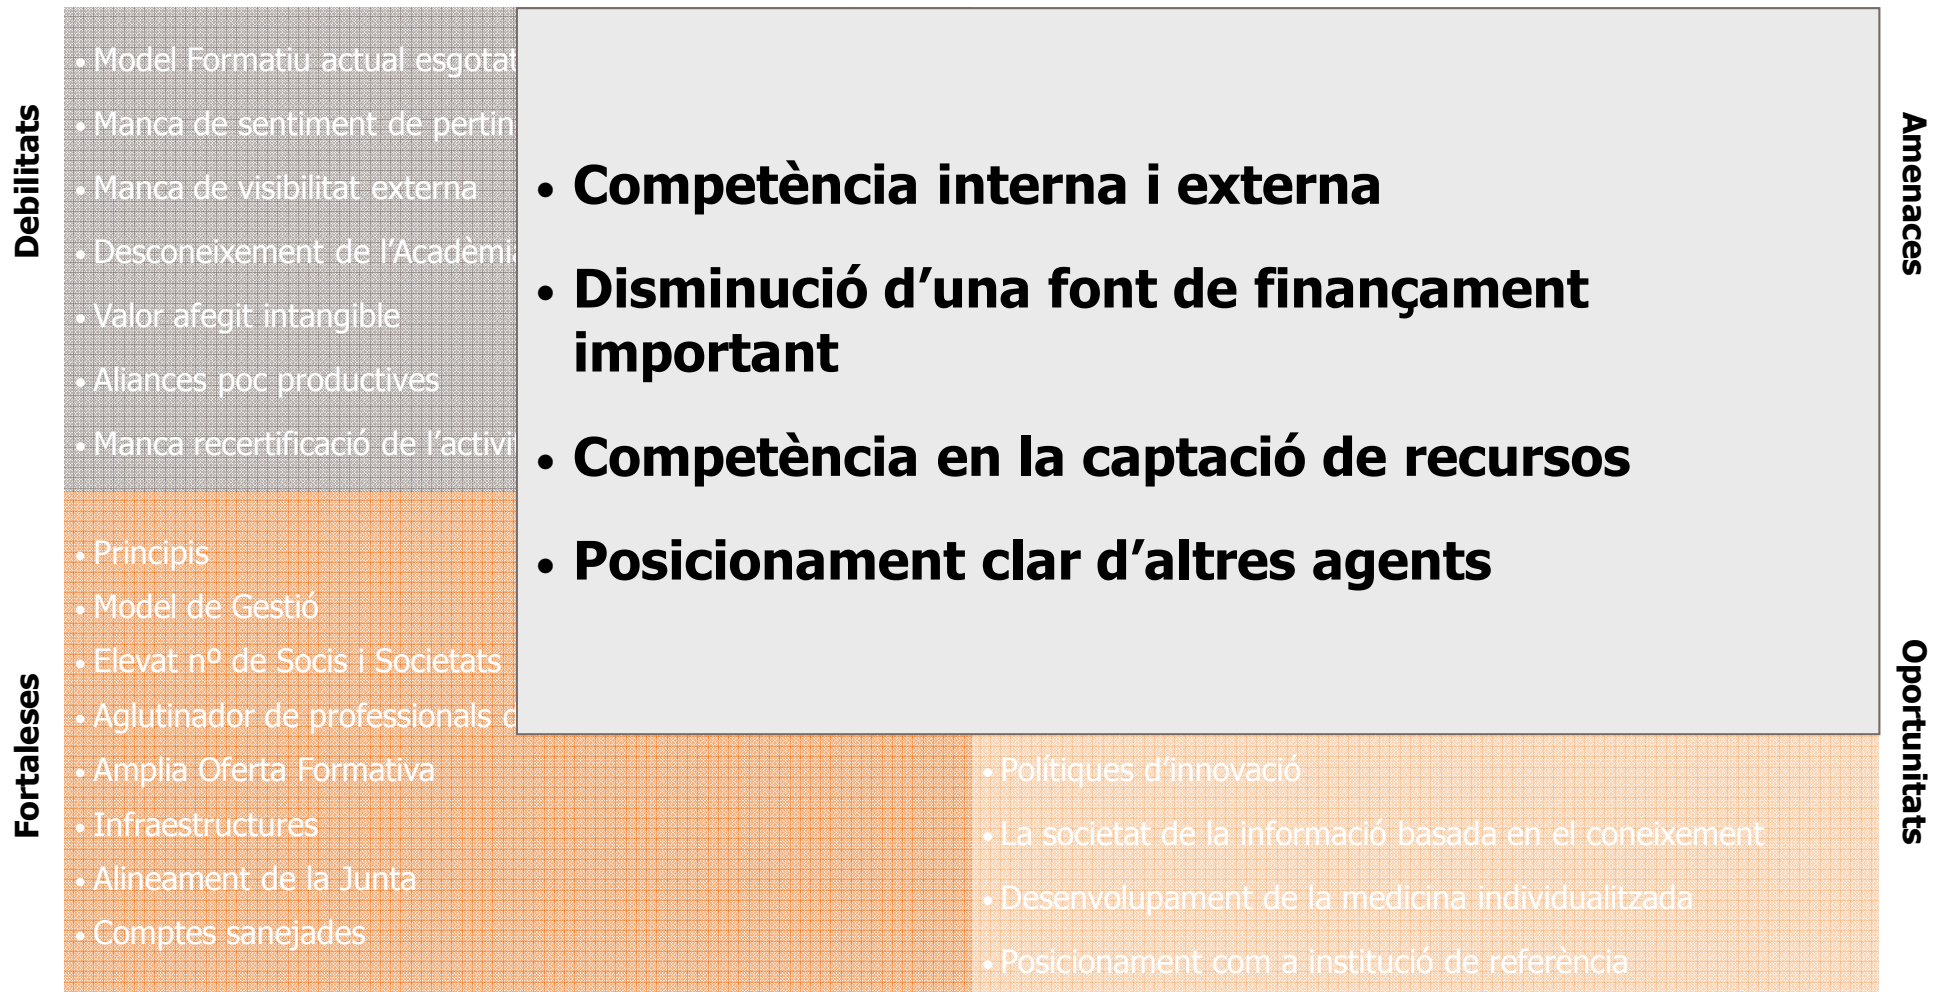 Debilitats
• Model Formatiu actual esgotat
• Manca de sentiment de
• Manca de visibilitat externa
• Desconeixement de
• Valor afegit intangible
• Aliances poc productives
• Manca recertificació de
Amenaces
• Competència interna i externa
• Disminució d’una font de finançament
important
• Competència en la captació de recursos
• Posicionament clar d’altres agents
Fortaleses
• Principis
• Model de Gestió
• Elevat nº de Socis i Societats
• Aglutinador de professionals
• Amplia Oferta Formativa
• Infraestructures
• Alineament de la Junta
• Comptes sanejades
Oportunitats
• Polítiques d’innovació
• La societat de la informació basada en el coneixement
• Desenvolupament de la medicina individualitzada
• Posicionament com a institució de referència